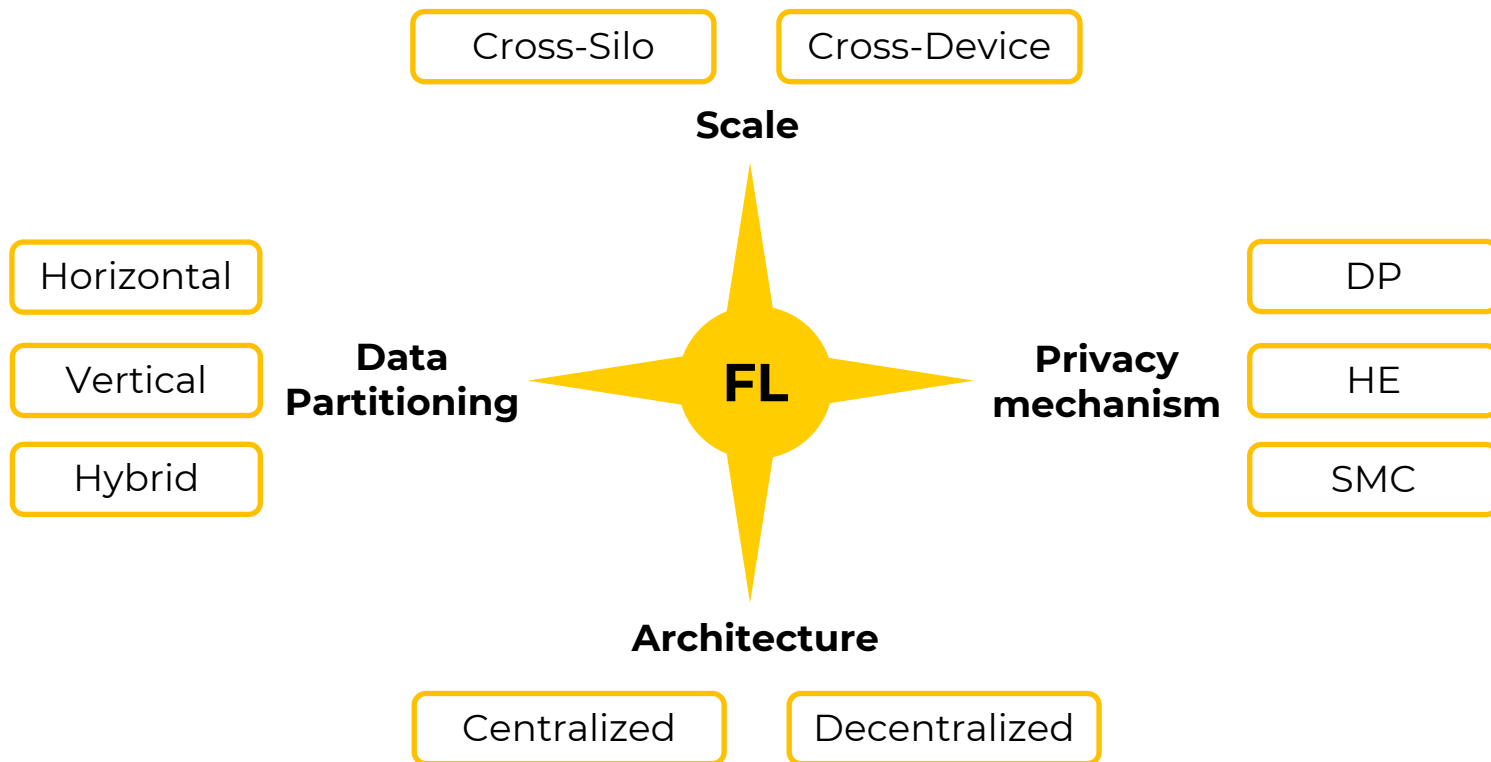 Cross-Silo
Cross-Device
Scale
Horizontal
Vertical
Hybrid
Data
Partitioning
FL
Privacy
mechanism
DP
HE
SMC
Architecture
Centralized
Decentralized